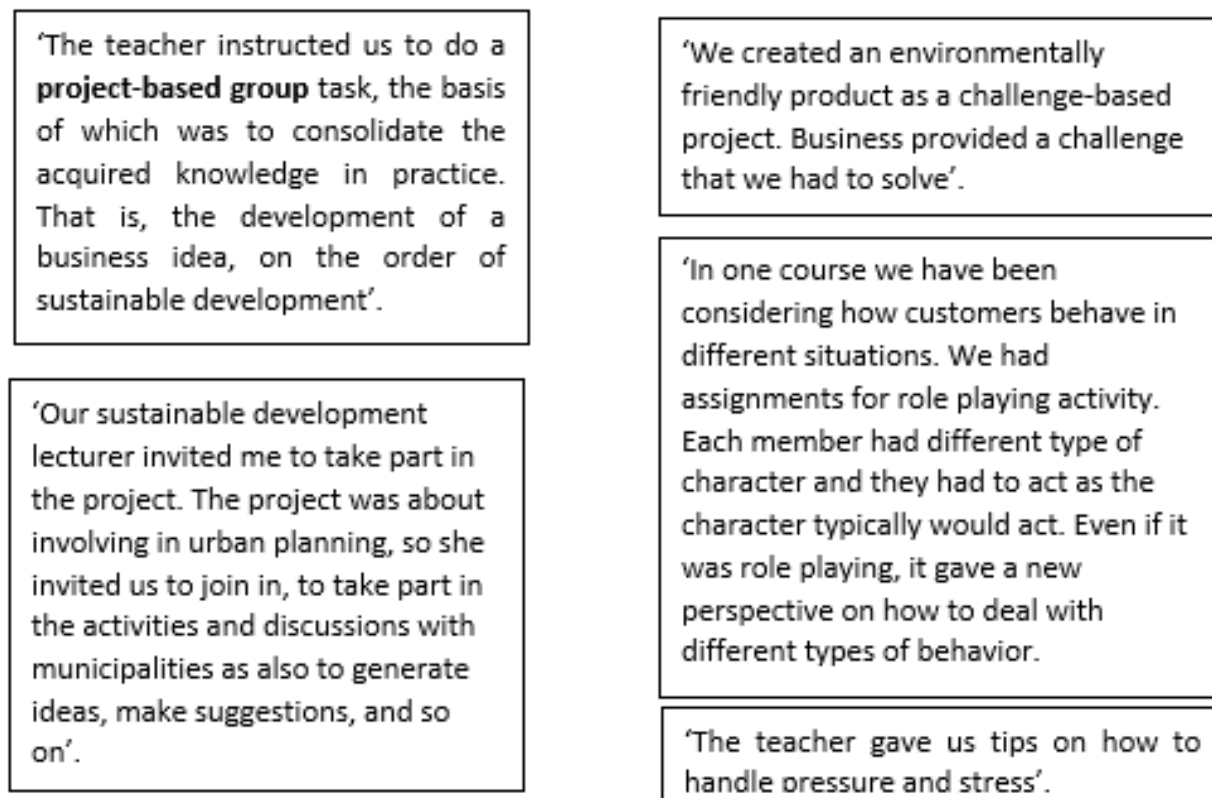 ‘The teacher instructed us to do a
project-based group task, the basis
of which was to consolidate the
acquired knowledge in practice.
That is, the development of a
business idea, on the order of
sustainable development’.
‘Our sustainable development
lecturer invited me to take part in
the project. The project was about
involving in urban planning, so she
invited us to join in, to take part in
the activities and discussions with
municipalities as also to generate
ideas, make suggestions, and so
on’.
‘We created an environmentally
friendly product as a challenge-based
project. Business provided a challenge
that we had to solve’.
‘In one course we have been
considering how customers behave in
different situations. We had
assignments for role playing activity.
Each member had different type of
character and they had to act as the
character typically would act. Even if it
was role playing, it gave a new
perspective on how to deal with
different types of behavior.
‘The teacher gave us tips on how to
handle pressure and stress’.